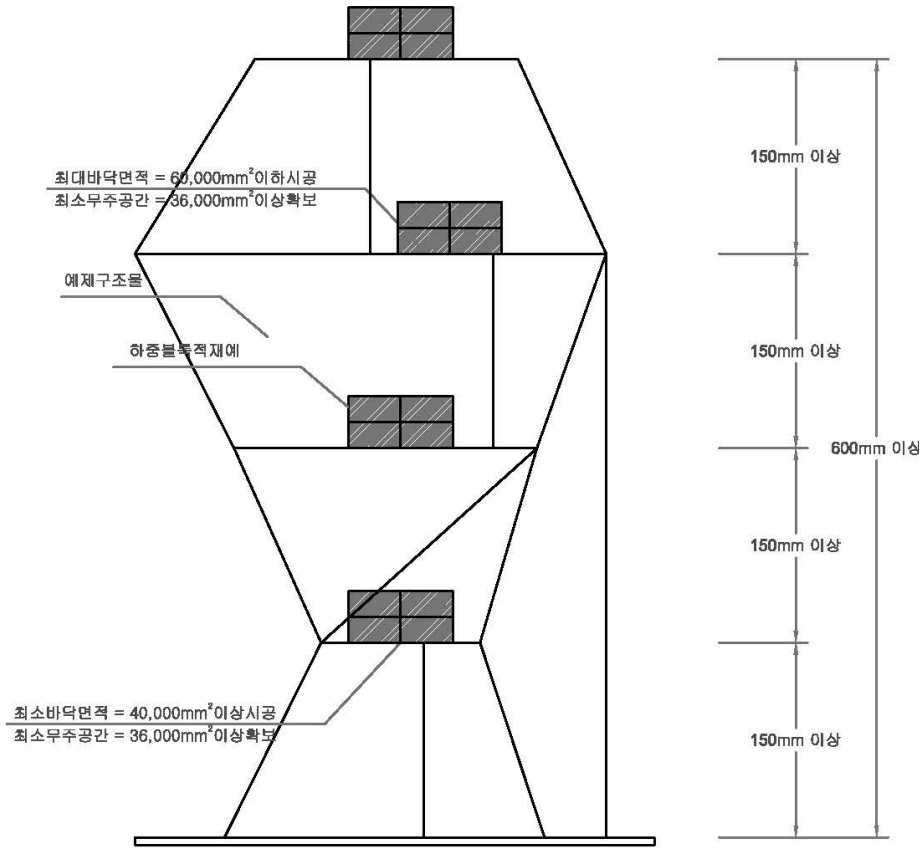 150mm 이상
최대바닥면적 = 60,000mm²이하시공
최소무주공간 = 36,000mm²이상확보
예제구조물
150mm 이상
하중블록적재예
600mm 이상
150mm 이상
최소바닥면적 = 40,000mm²이상시공
최소무주공간 = 36,000mm²이상확보
150mm 이상